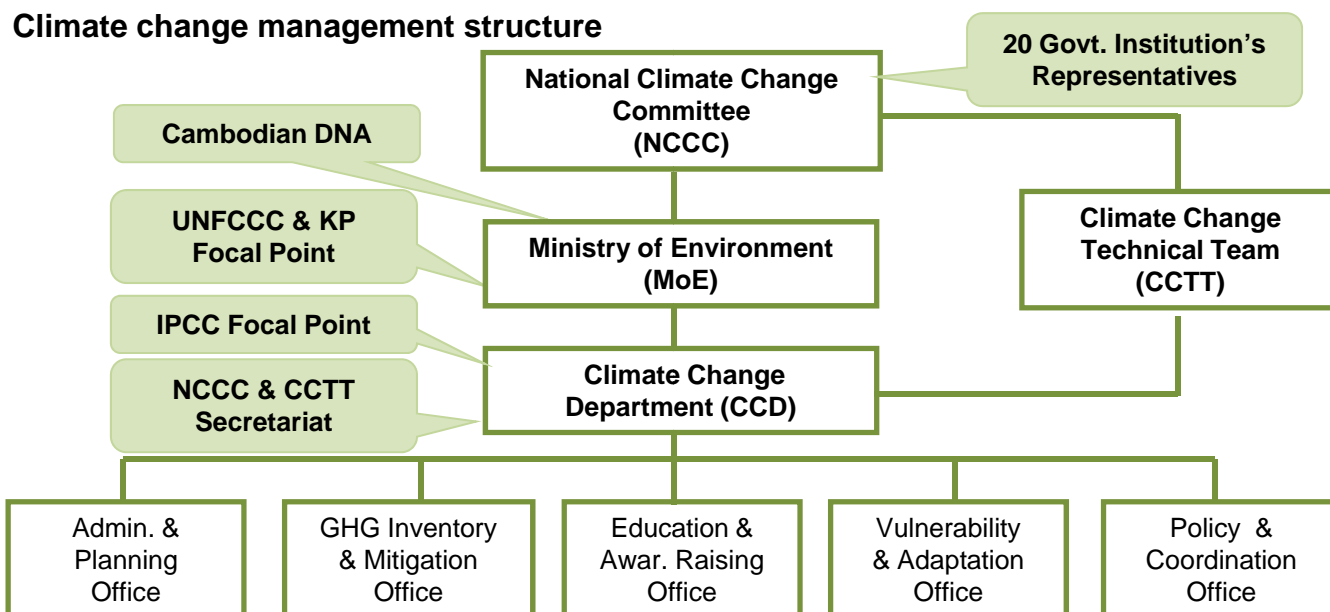 Climate change management structure
20 Govt. Institution’s
Representatives
National Climate Change
Committee
(NCCC)
Cambodian DNA
UNFCCC & KP
Focal Point
Ministry of Environment
(MoE)
Climate Change
Technical Team
(CCTT)
IPCC Focal Point
NCCC & CCTT
Secretariat
Climate Change
Department (CCD)
Admin. &
Planning
Office
GHG Inventory
& Mitigation
Office
Education &
Awar. Raising
Office
Vulnerability
& Adaptation
Office
Policy &
Coordination
Office